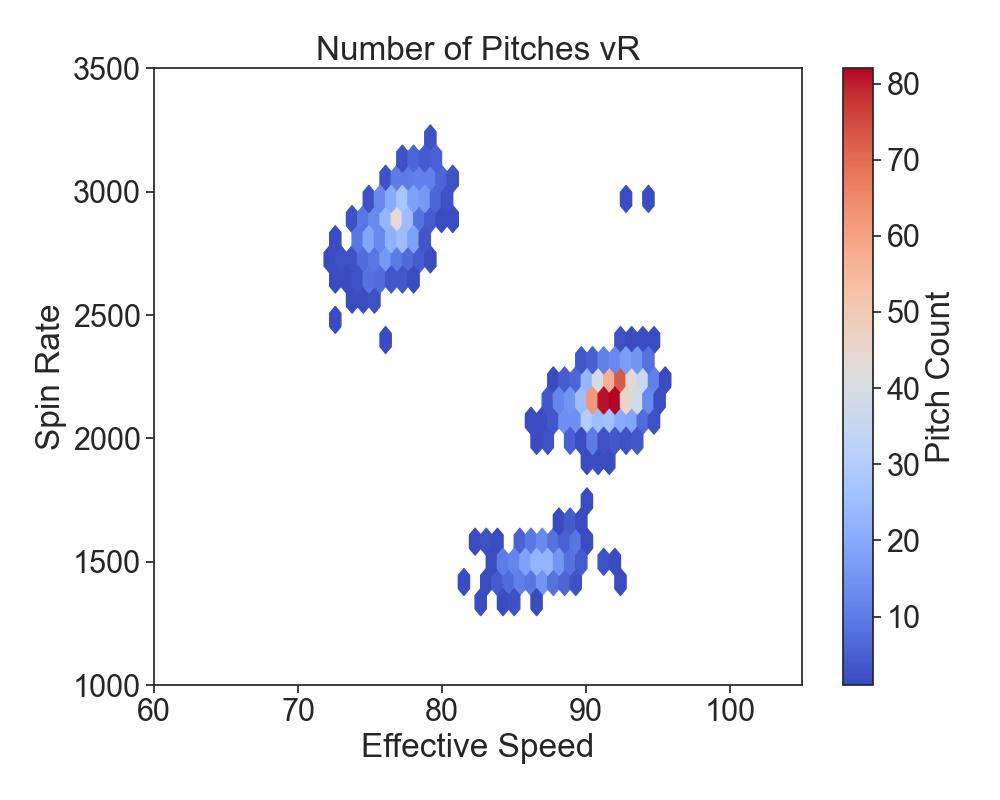 Number of Pitches vR
3500
3000
2500
2000
1500
1000
Spin Rate
60 70 80 90 100
Effective Speed
80
70
60
50
40
30
20
10
Pitch Count